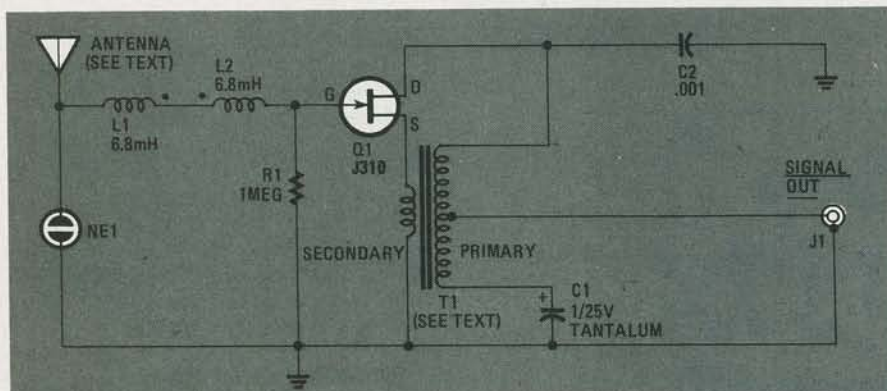 ANTENNA
(SEE TEXT)
L2
6.8mH
L1
6.8mH
G
D
S
Q1
J310
C2
.001
R1
1MEG
NE1
SECONDARY
PRIMARY
T1
(SEE TEXT)
C1
+
1/25V
TANTALUM
SIGNAL
OUT
J1